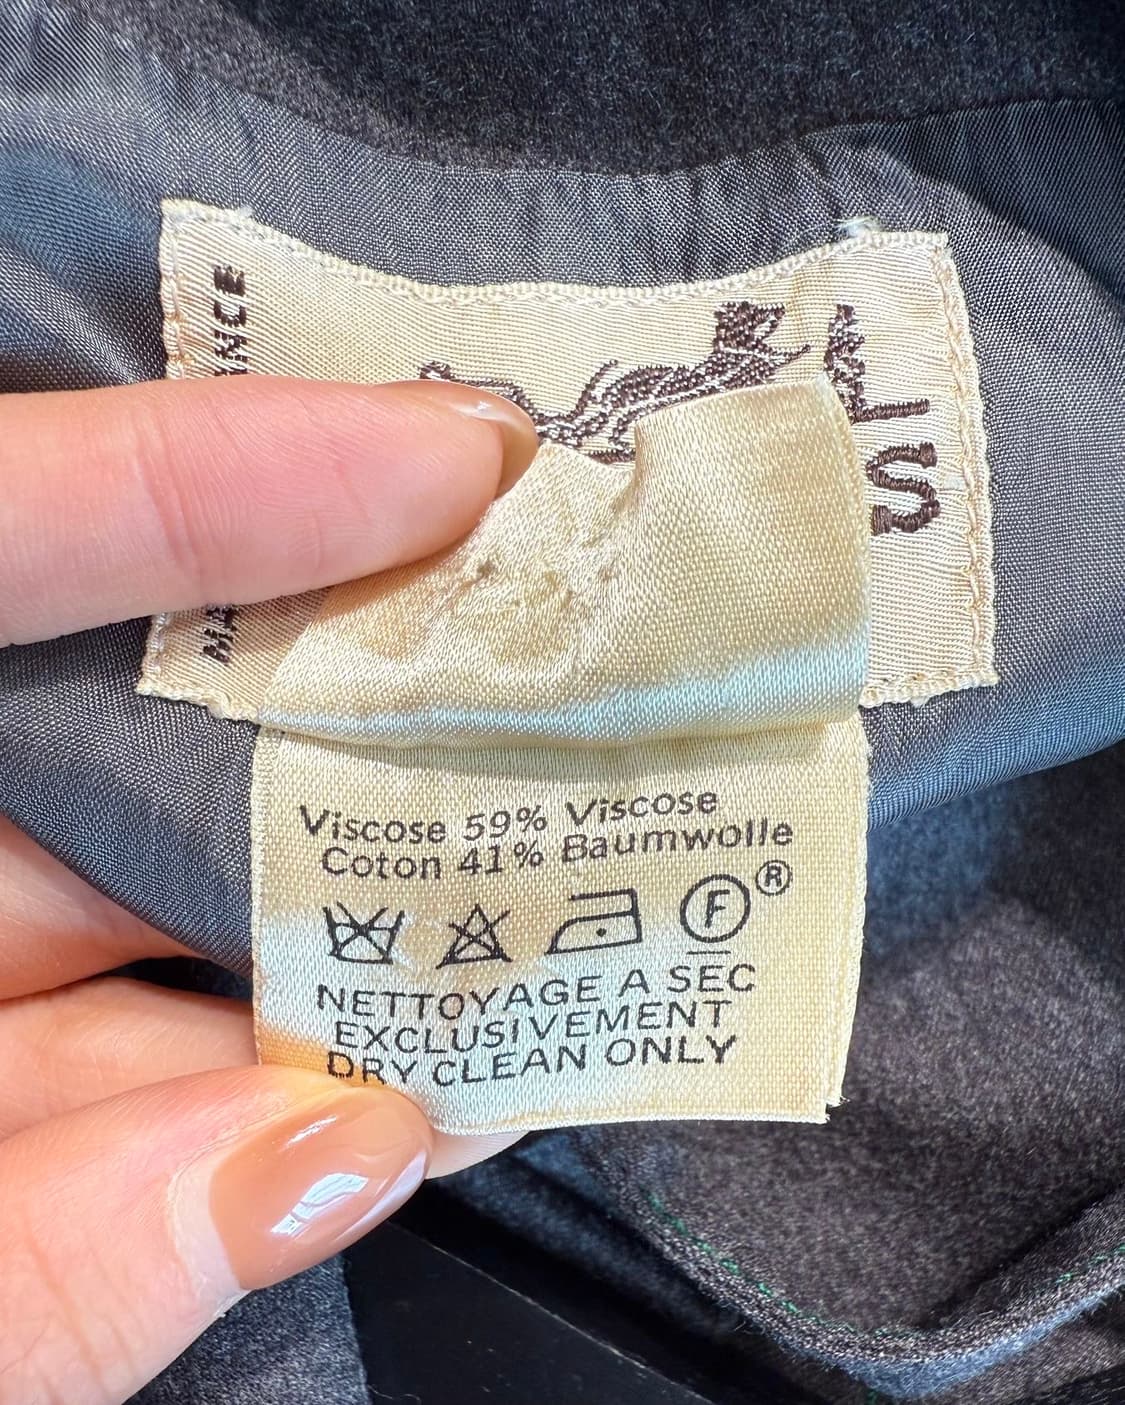 Viscose 59% Viscose
Coton 41% Baumwolle
F ®
NETTOYAGE A SEC
EXCLUSIVEMENT
DRY CLEAN ONLY